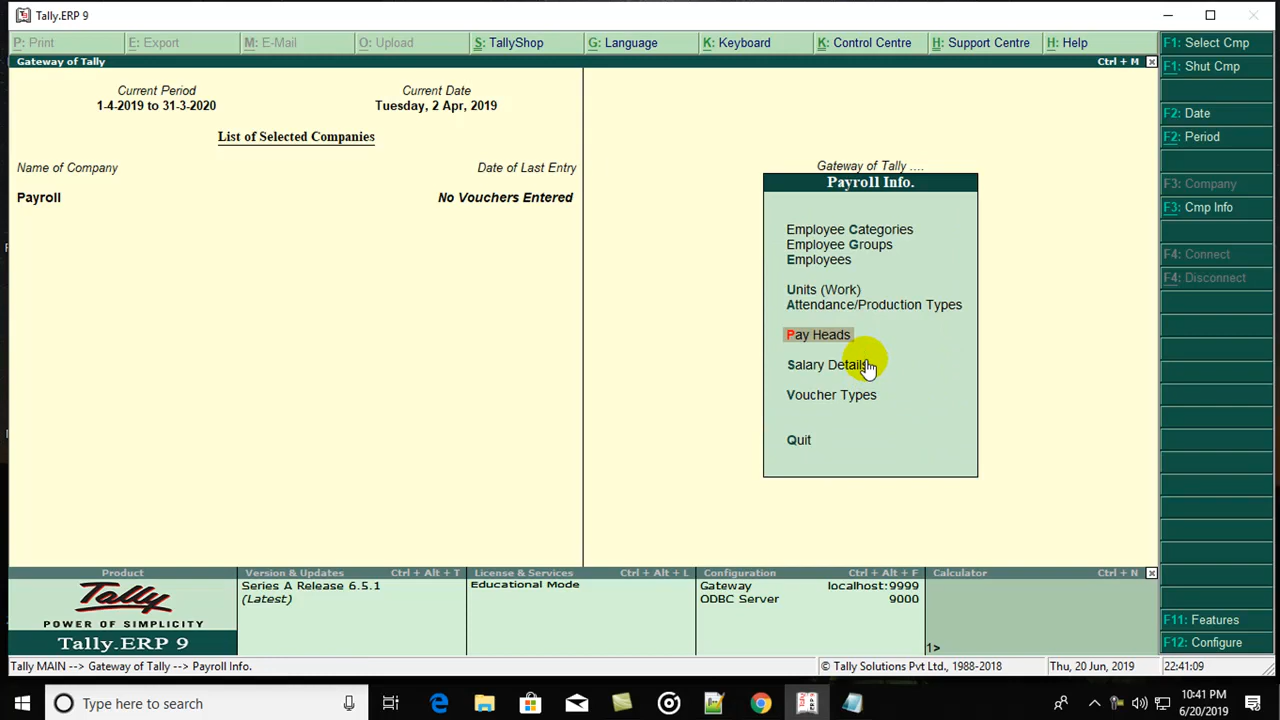 Tally.ERP 9
P: Print
E: Export
M: E-Mail
O: Upload
S: TallyShop
G: Language
K: Keyboard
K: Control Centre
H: Support Centre
H: Help
Gateway of Tally
Ctrl + M
Current Period
1-4-2019 to 31-3-2020
Current Date
Tuesday, 2 Apr, 2019
List of Selected Companies
Name of Company
Date of Last Entry
Payroll
No Vouchers Entered
Gateway of Tally ....
Payroll Info.
Employee Categories
Employee Groups
Employees
Units (Work)
Attendance/Production Types
Pay Heads
Salary Details
Voucher Types
Quit
F1: Select Cmp
F1: Shut Cmp
F2: Date
F2: Period
F3: Company
F3: Cmp Info
F4: Connect
F4: Disconnect
F11: Features
F12: Configure
Product
Tally
POWER OF SIMPLICITY
Tally.ERP 9
Version & Updates
Ctrl + Alt + T
Series A Release 6.5.1
(Latest)
License & Services
Ctrl + Alt + L
Educational Mode
Configuration
Ctrl + Alt + F
Gateway
localhost:9999
ODBC Server
9000
Calculator
Ctrl + N
1>
Tally MAIN --> Gateway of Tally --> Payroll Info.
© Tally Solutions Pvt Ltd., 1988-2018
Thu, 20 Jun, 2019
22:41:09
Type here to search
10:41 PM
6/20/2019